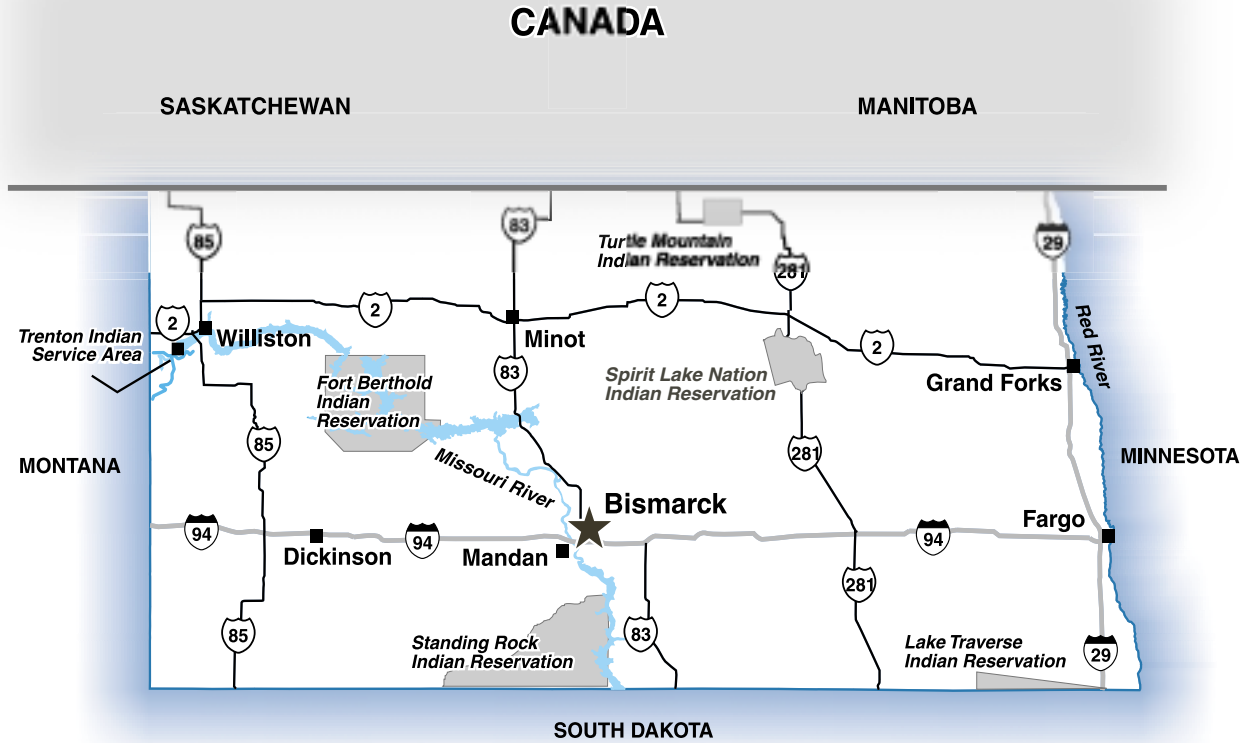 CANADA
SASKATCHEWAN
MANITOBA
85
83
29
Turtle Mountain
Indian Reservation
281
2
2
2
Red River
Trenton Indian
Service Area
Williston
Minot
2
83
Fort Berthold
Indian
Reservation
Spirit Lake Nation
Indian Reservation
Grand Forks
85
281
MONTANA
Missouri River
MINNESOTA
Bismarck
Fargo
94
94
94
Dickinson
Mandan
281
85
83
Standing Rock
Indian Reservation
Lake Traverse
Indian Reservation
29
SOUTH DAKOTA